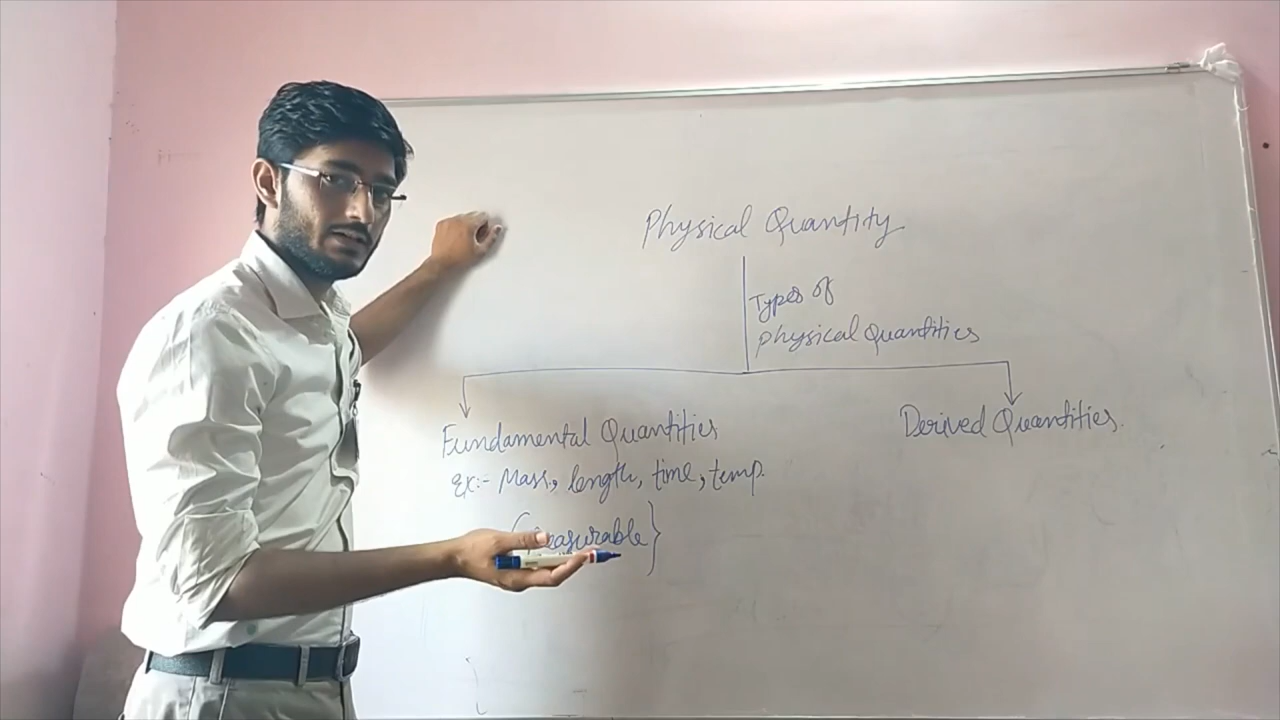 Physical Quantity
Types of
physical Quantities
Fundamental Quantities
Derived Quantities.
Ex:- Mass, length, time, temp.
{measurable}